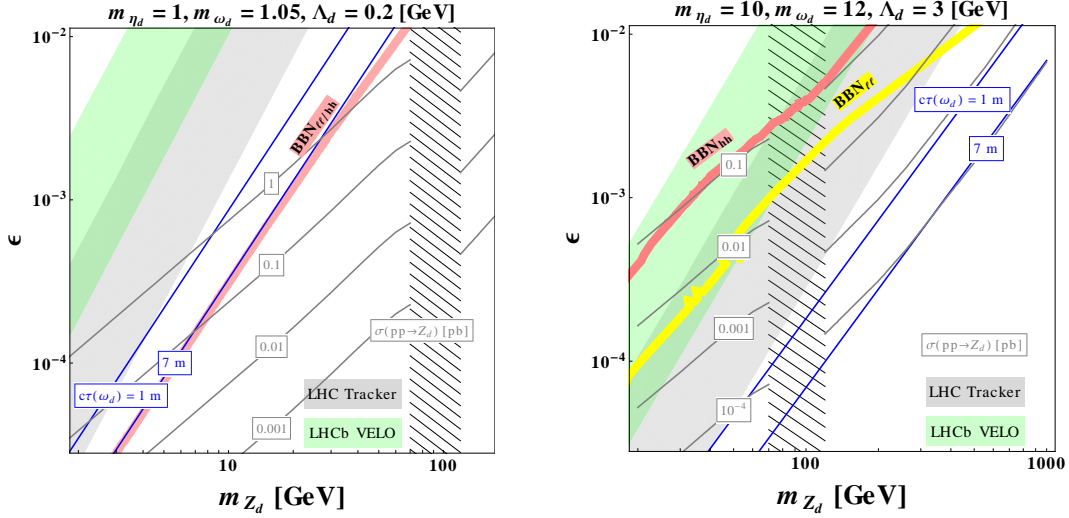 m_{η_d} = 1, m_{ω_d} = 1.05, Λ_d = 0.2 [GeV]
10^{-2}
10^{-3}
10^{-4}
ϵ
BBN_{ℓℓ/hh}
1
0.1
0.01
0.001
σ(pp→Z_d) [pb]
7 m
cτ(ω_d) = 1 m
LHC Tracker
LHCb VELO
10
100
m_{Z_d} [GeV]
m_{η_d} = 10, m_{ω_d} = 12, Λ_d = 3 [GeV]
10^{-2}
10^{-3}
10^{-4}
ϵ
BBN_{hh}
BBN_{ℓℓ}
cτ(ω_d) = 1 m
7 m
0.1
0.01
0.001
10^{-4}
σ(pp→Z_d) [pb]
LHC Tracker
LHCb VELO
100
1000
m_{Z_d} [GeV]